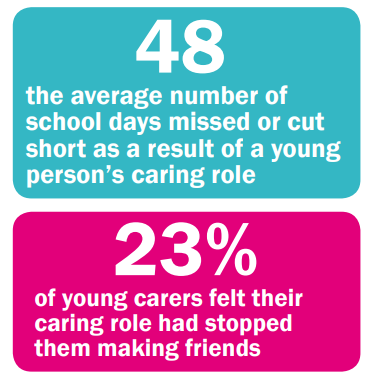 48
the average number of
school days missed or cut
short as a result of a young
person’s caring role
23%
of young carers felt their
caring role had stopped
them making friends